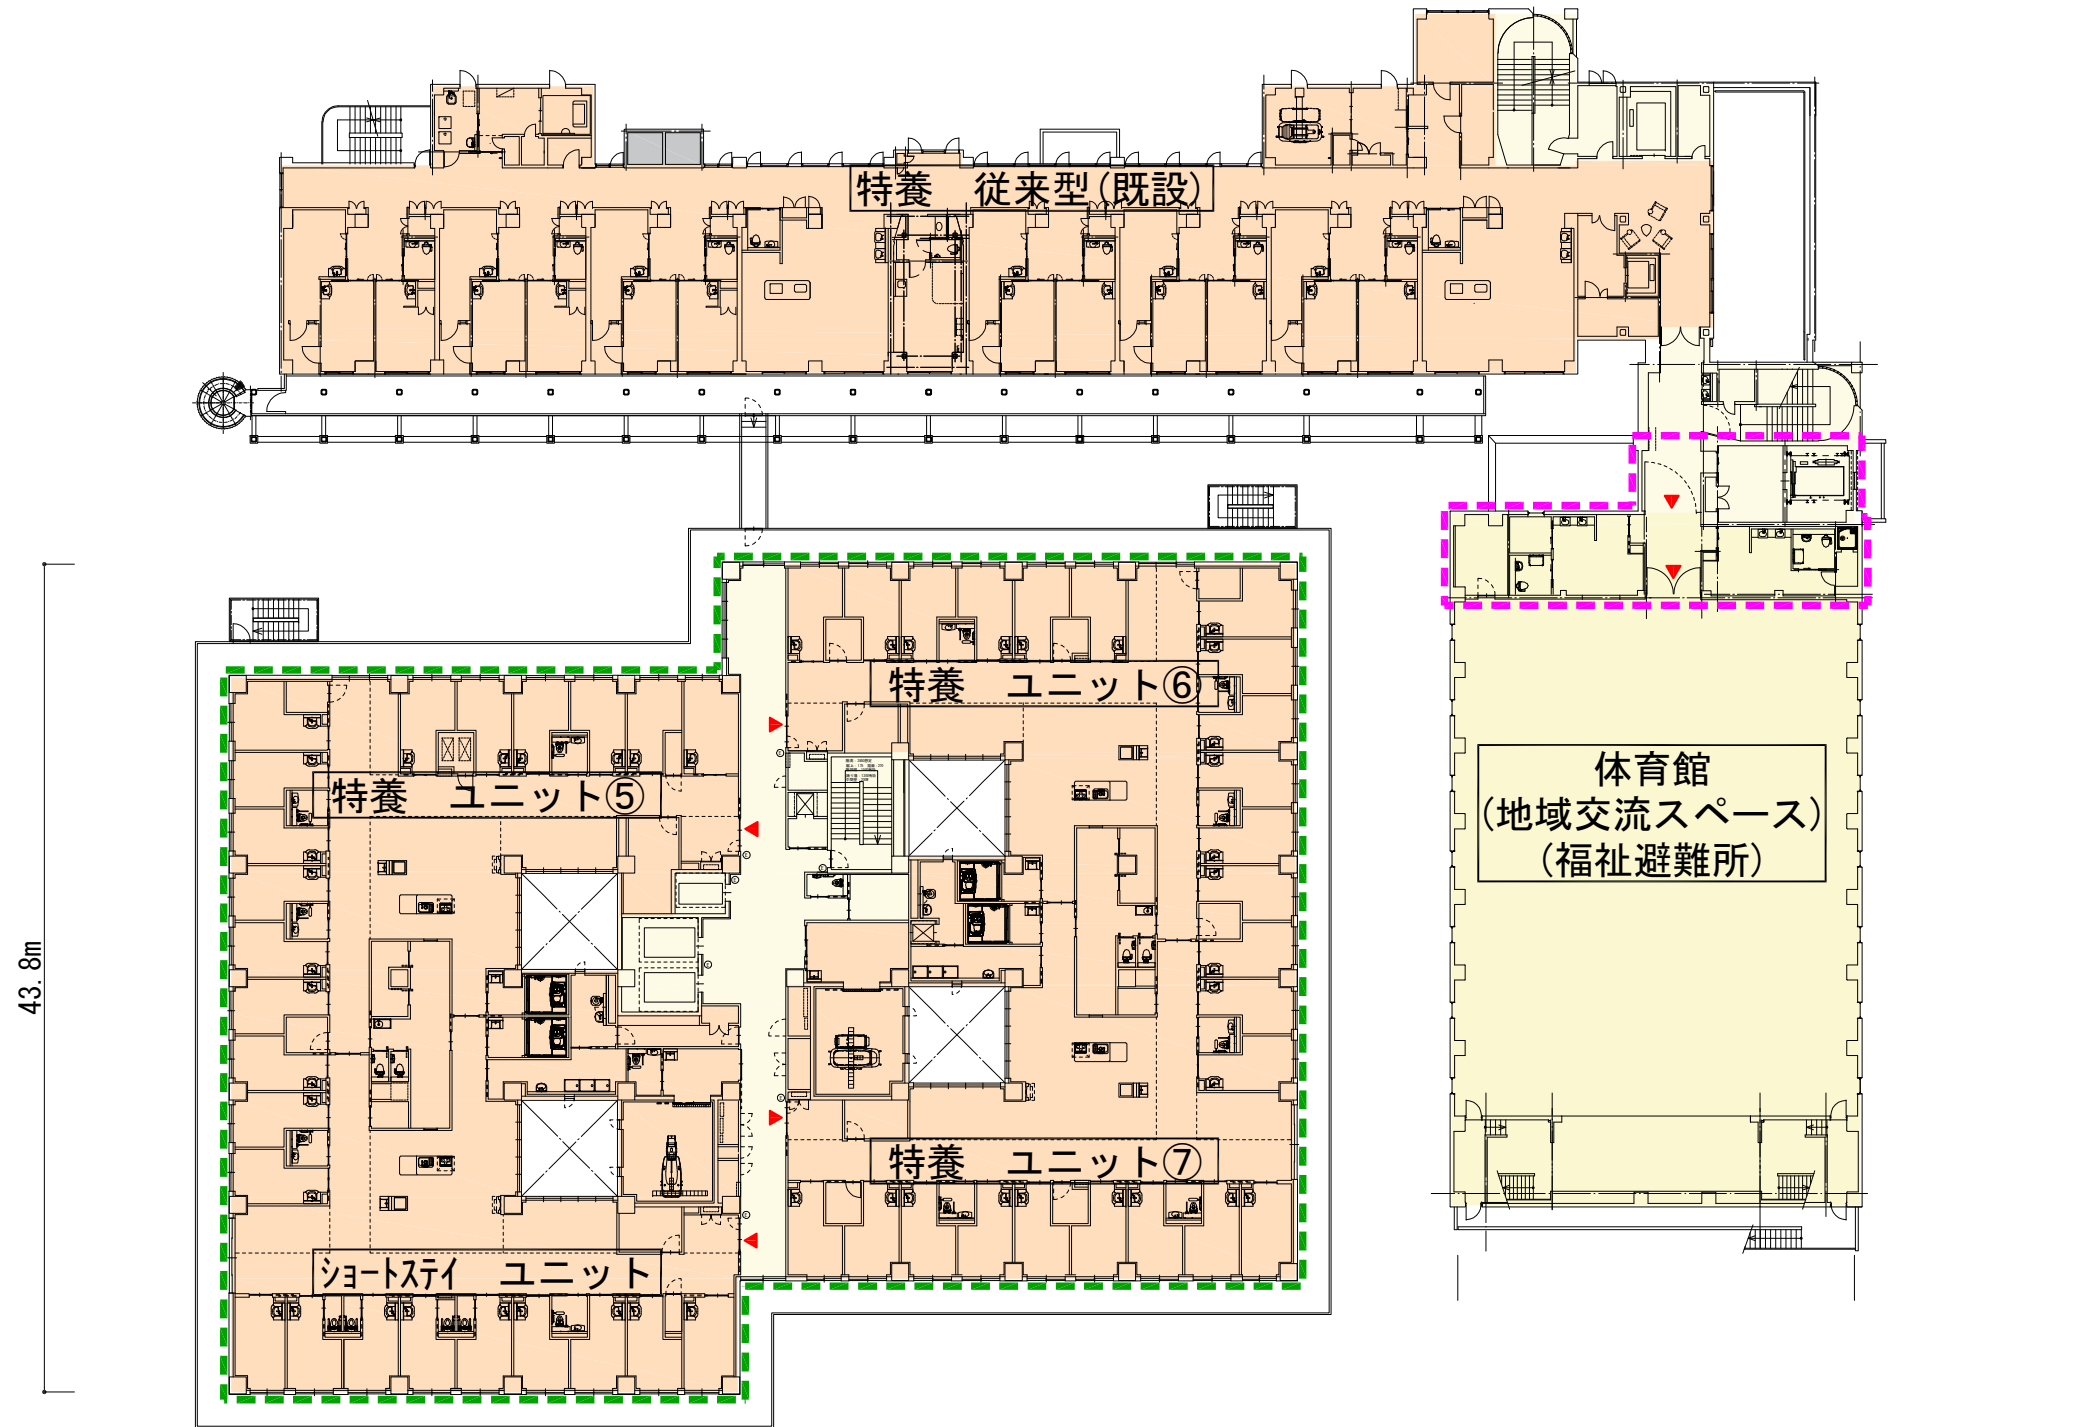 特養　従来型(既設)
特養　ユニット⑥
特養　ユニット⑤
体育館
(地域交流スペース)
(福祉避難所)
43.8m
特養　ユニット⑦
ショートステイ　ユニット